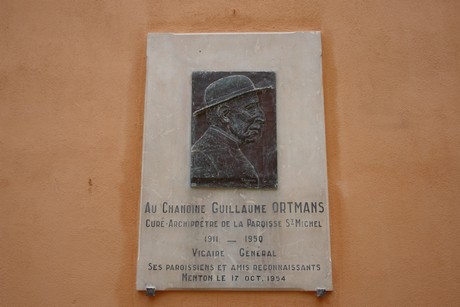 AU CHANOINE GUILLAUME ORTMANS
CURÉ-ARCHIPRÊTRE DE LA PAROISSE ST MICHEL
1911 — 1950
VICAIRE GÉNÉRAL
SES PAROISSIENS ET AMIS RECONNAISSANTS
MENTON LE 17 OCT. 1954